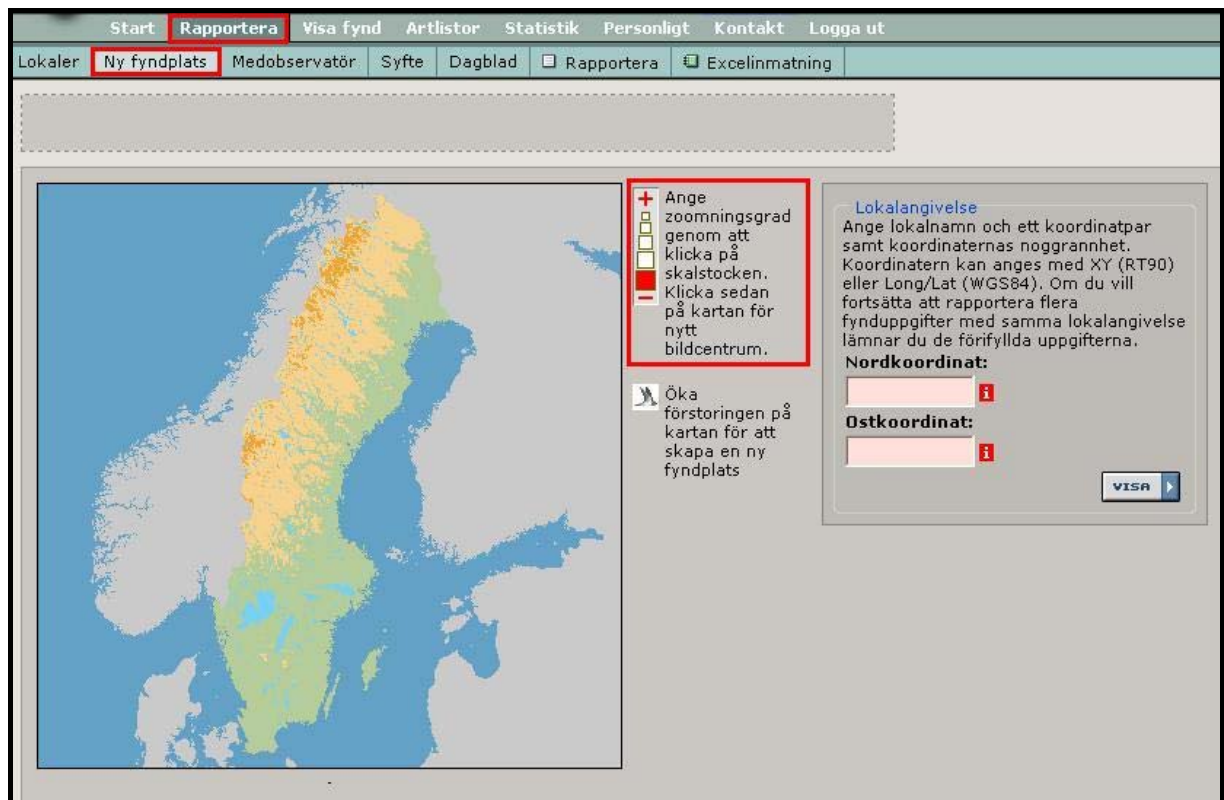 Start Rapportera Visa fynd Artlistor Statistik Personligt Kontakt Logga ut
Lokaler Ny fyndplats Medobservatör Syfte Dagblad Rapportera Excelinmatning
Ange
zoomningsgrad
genom att
klicka på
skalstocken.
Klicka sedan
på kartan för
nytt
bildcentrum.
Öka
förstoringen på
kartan för att
skapa en ny
fyndplats
Lokalangivelse
Ange lokalnamn och ett koordinatpar
samt koordinaternas noggrannhet.
Koordinatern kan anges med XY (RT90)
eller Long/Lat (WGS84). Om du vill
fortsätta att rapportera flera
fynduppgifter med samma lokalangivelse
lämnar du de förifyllda uppgifterna.
Nordkoordinat:
i
Ostkoordinat:
i
VISA